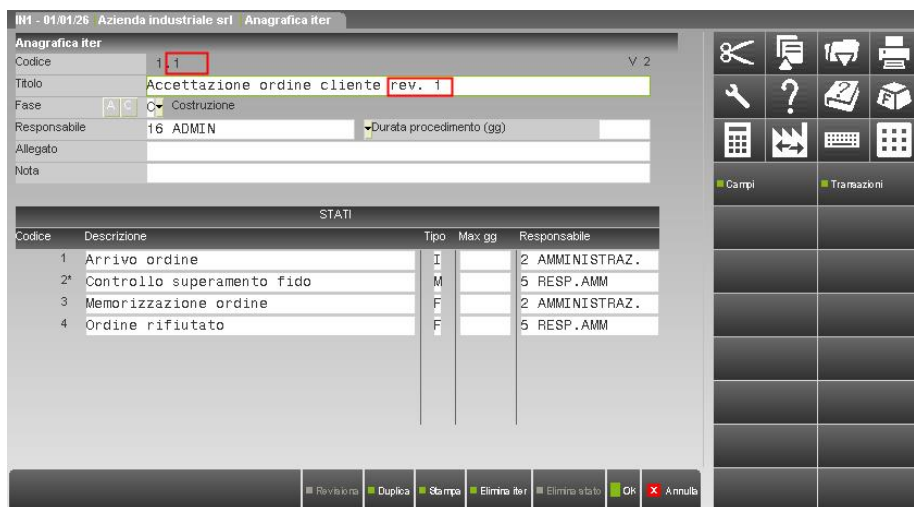 IN1 - 01/01/26 Azienda industriale srl Anagrafica iter
Anagrafica iter
Codice 1.1 V 2
Titolo Accettazione ordine cliente rev. 1
Fase A C C Costruzione
Responsabile 16 ADMIN Durata procedimento (gg)
Allegato
Nota
Campi Transazioni
STATI
Codice Descrizione Tipo Max gg Responsabile
1 Arrivo ordine I 2 AMMINISTRAZ.
2* Controllo superamento fido M 5 RESP.AMM
3 Memorizzazione ordine F 2 AMMINISTRAZ.
4 Ordine rifiutato F 5 RESP.AMM
Revisiona Duplica Stampa Elimina iter Elimina stato Ok X Annulla